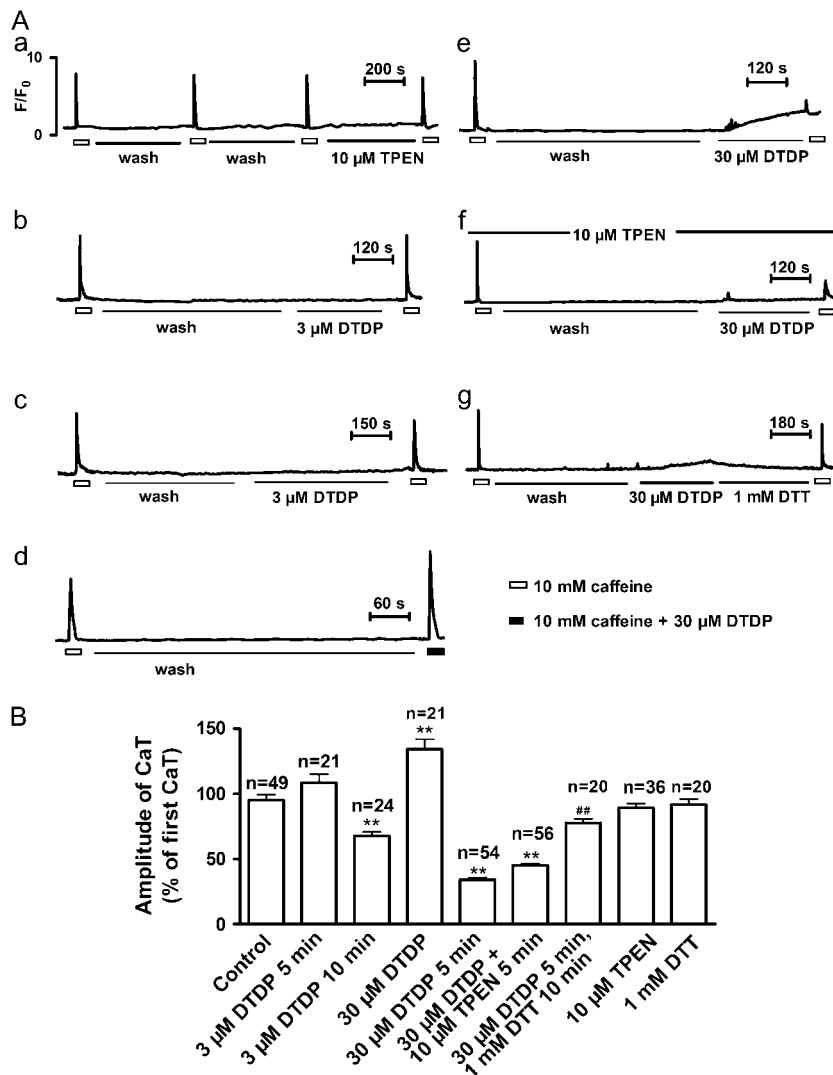 A
a
10
F/F0
0
200 s
wash
wash
10 µM TPEN
e
120 s
wash
30 µM DTDP
b
120 s
wash
3 µM DTDP
f
10 µM TPEN
120 s
wash
30 µM DTDP
c
150 s
wash
3 µM DTDP
g
180 s
wash
30 µM DTDP
1 mM DTT
d
60 s
wash
10 mM caffeine
10 mM caffeine + 30 µM DTDP
B
Amplitude of CaT
(% of first CaT)
150
100
50
0
n=49
n=21
n=24
**
n=21
**
n=54
**
n=56
**
n=20
##
n=36
n=20
Control
3 µM DTDP 5 min
3 µM DTDP 10 min
30 µM DTDP
30 µM DTDP 5 min
30 µM DTDP +
10 µM TPEN 5 min
30 µM DTDP 5 min,
1 mM DTT 10 min
10 µM TPEN
1 mM DTT